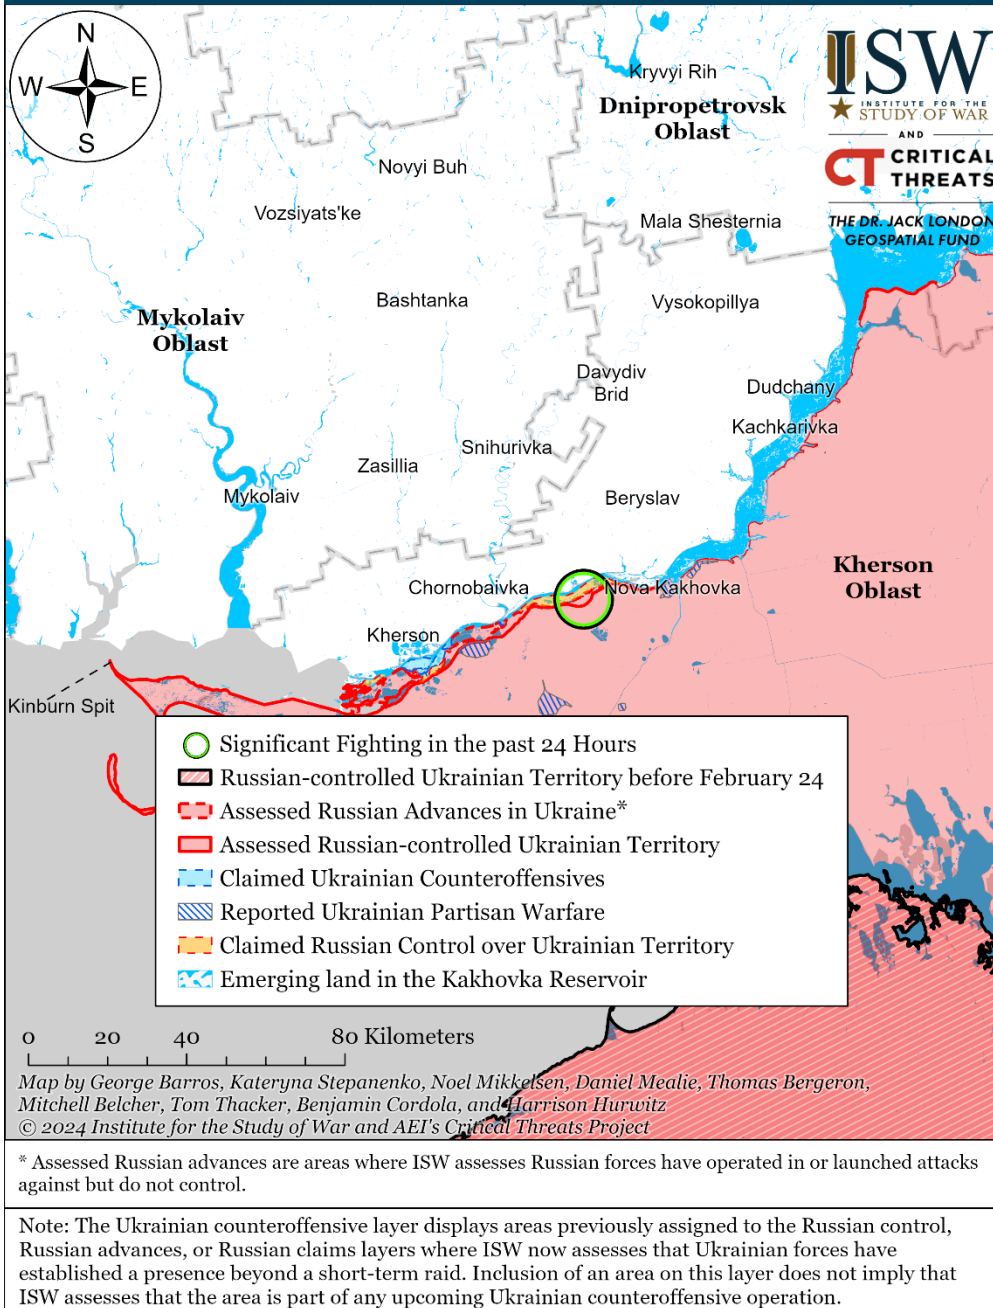 N
W
E
S
ISW
INSTITUTE FOR THE
STUDY OF WAR
AND
CT CRITICAL
THREATS
THE DR. JACK LONDON
GEOSPATIAL FUND
Kryvyi Rih
Dnipropetrovsk
Oblast
Novyi Buh
Vozsiyats'ke
Mala Shesternia
Bashtanka
Vysokopillya
Mykolaiv
Oblast
Davydiv
Brid
Dudchany
Kachkarivka
Snihurivka
Zasillia
Mykolaiv
Beryslav
Kherson
Oblast
Chornobaivka
Nova Kakhovka
Kherson
Kinburn Spit
Significant Fighting in the past 24 Hours
Russian-controlled Ukrainian Territory before February 24
Assessed Russian Advances in Ukraine*
Assessed Russian-controlled Ukrainian Territory
Claimed Ukrainian Counteroffensives
Reported Ukrainian Partisan Warfare
Claimed Russian Control over Ukrainian Territory
Emerging land in the Kakhovka Reservoir
0 20 40 80 Kilometers
Map by George Barros, Kateryna Stepanenko, Noel Mikkelsen, Daniel Mealie, Thomas Bergeron,
Mitchell Belcher, Tom Thacker, Benjamin Cordola, and Harrison Hurwitz
© 2024 Institute for the Study of War and AEI's Critical Threats Project
* Assessed Russian advances are areas where ISW assesses Russian forces have operated in or launched attacks
against but do not control.
Note: The Ukrainian counteroffensive layer displays areas previously assigned to the Russian control,
Russian advances, or Russian claims layers where ISW now assesses that Ukrainian forces have
established a presence beyond a short-term raid. Inclusion of an area on this layer does not imply that
ISW assesses that the area is part of any upcoming Ukrainian counteroffensive operation.